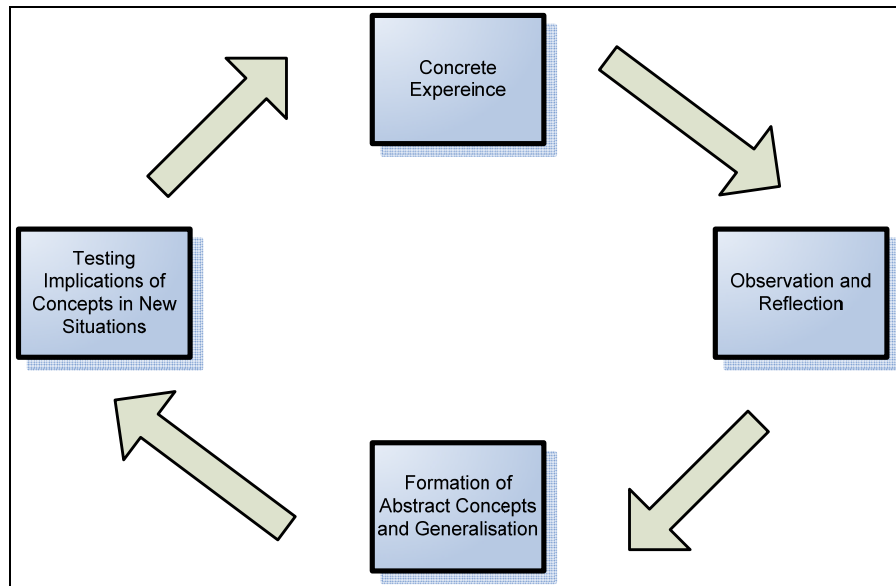 Concrete
Expereince
Observation and
Reflection
Formation of
Abstract Concepts
and Generalisation
Testing
Implications of
Concepts in New
Situations